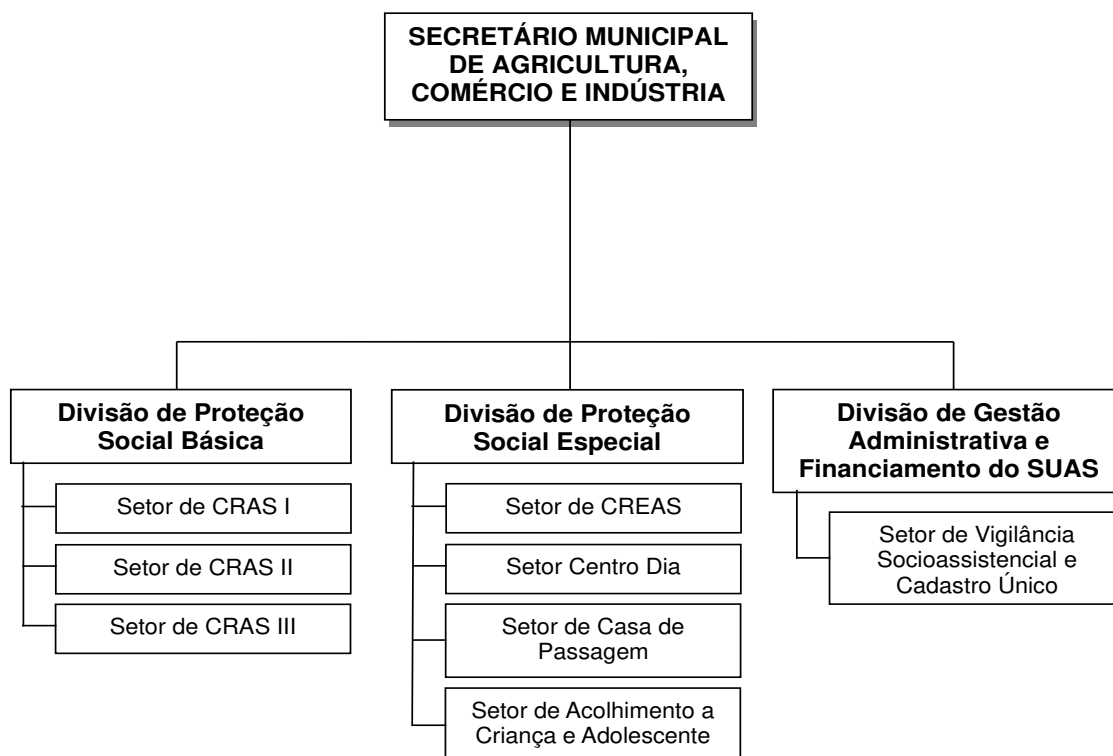 SECRETÁRIO MUNICIPAL
DE AGRICULTURA,
COMÉRCIO E INDÚSTRIA
Divisão de Proteção
Social Básica
Setor de CRAS I
Setor de CRAS II
Setor de CRAS III
Divisão de Proteção
Social Especial
Setor de CREAS
Setor Centro Dia
Setor de Casa de
Passagem
Setor de Acolhimento a
Criança e Adolescente
Divisão de Gestão
Administrativa e
Financiamento do SUAS
Setor de Vigilância
Socioassistencial e
Cadastro Único